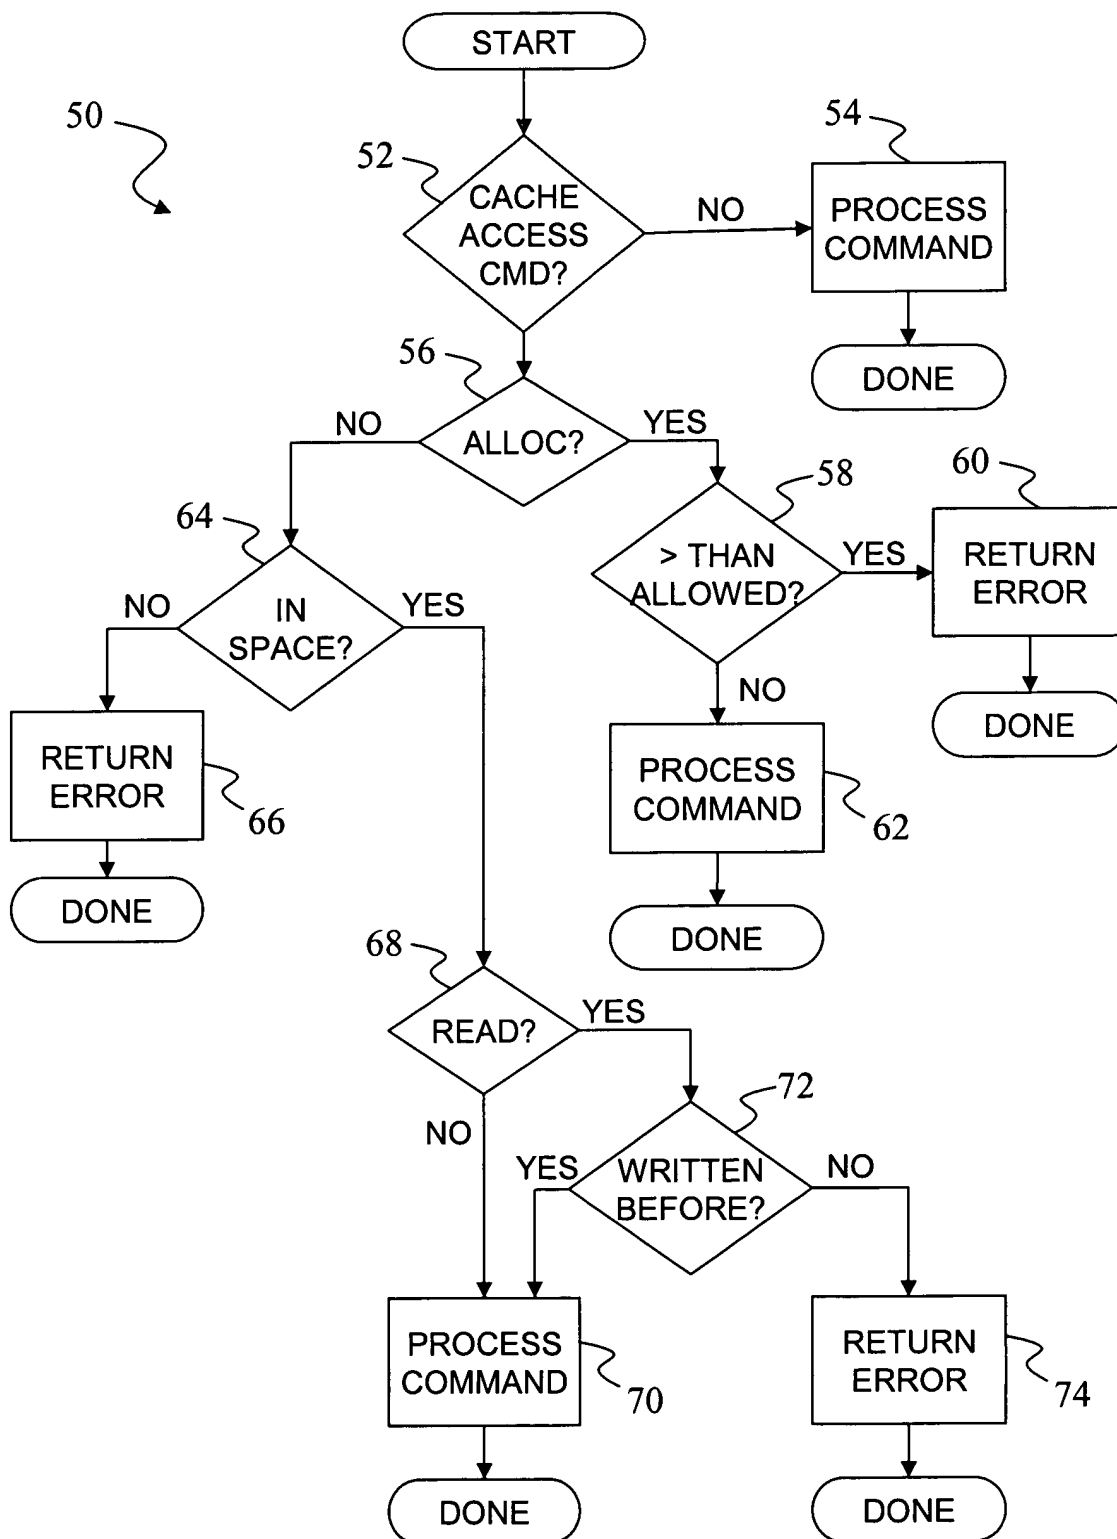 START
50
52
CACHE
ACCESS
CMD?
NO
54
PROCESS
COMMAND
DONE
56
ALLOC?
NO
YES
58
> THAN
ALLOWED?
YES
60
RETURN
ERROR
DONE
NO
PROCESS
COMMAND
62
DONE
64
IN
SPACE?
NO
YES
RETURN
ERROR
66
DONE
68
READ?
YES
NO
72
WRITTEN
BEFORE?
YES
NO
PROCESS
COMMAND
70
DONE
RETURN
ERROR
74
DONE